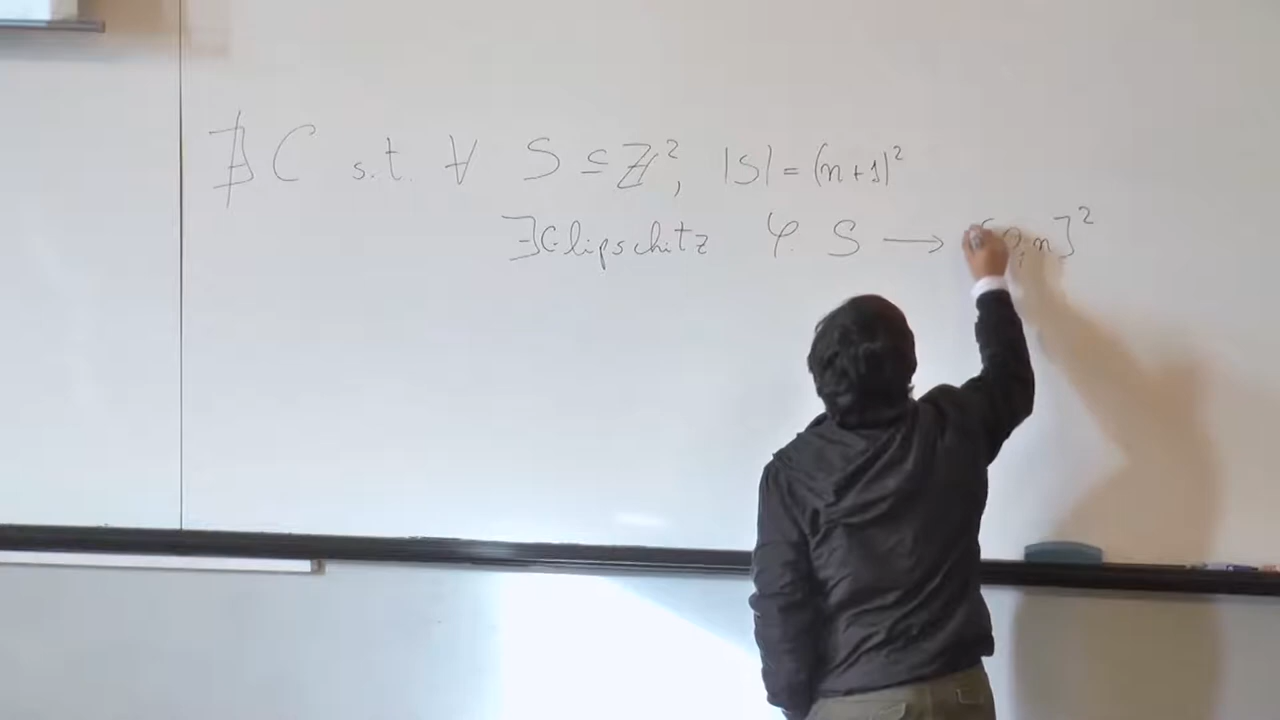 ∄ C s.t. ∀ S ⊆ ℤ², |S| = (n+1)²
∃ C lipschitz φ: S → [0,n]²